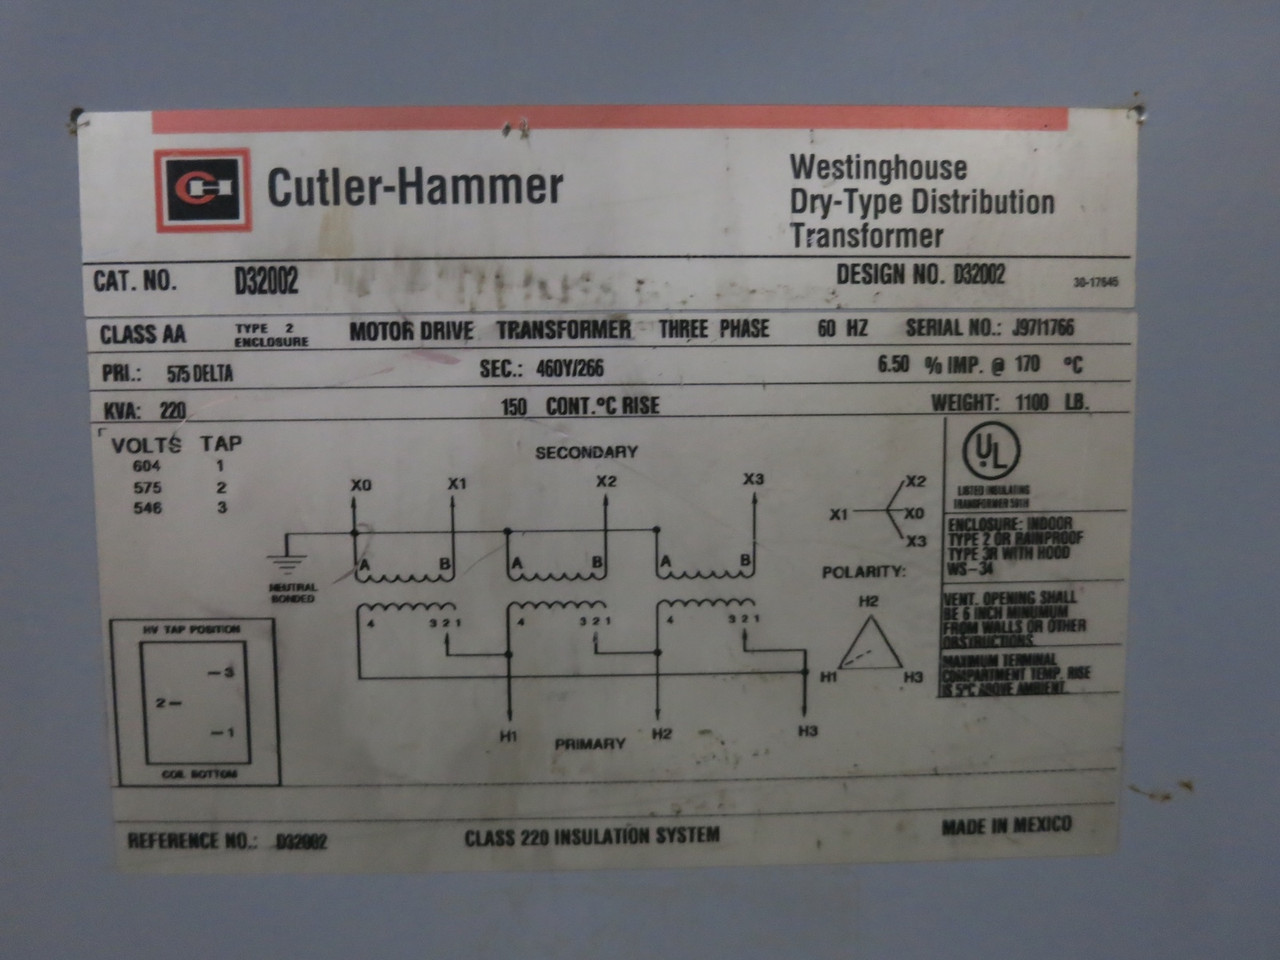 CH Cutler-Hammer
Westinghouse
Dry-Type Distribution
Transformer
CAT. NO. D32002 DESIGN NO. D32002 30-17645
CLASS AA TYPE 2 ENCLOSURE MOTOR DRIVE TRANSFORMER THREE PHASE 60 HZ SERIAL NO.: J97I1766
PRI.: 575 DELTA SEC.: 460Y/266 6.50 % IMP. @ 170 °C
KVA: 220 150 CONT.°C RISE WEIGHT: 1100 LB.
VOLTS TAP
604 1
575 2
546 3
SECONDARY
X0 X1 X2 X3
A B A B A B
NEUTRAL
BONDED
4 3 2 1 4 3 2 1 4 3 2 1
H1 PRIMARY H2 H3
HV TAP POSITION
3
2
1
COIL BOTTOM
X2
X1 X0
X3
POLARITY:
H2
H1 H3
UL
LISTED INSULATING
TRANSFORMER 591H
ENCLOSURE: INDOOR
TYPE 2 OR RAINPROOF
TYPE 3R WITH HOOD
WS-34
VENT. OPENING SHALL
BE 6 INCH MINIMUM
FROM WALLS OR OTHER
OBSTRUCTIONS.
MAXIMUM TERMINAL
COMPARTMENT TEMP. RISE
IS 5°C ABOVE AMBIENT.
REFERENCE NO.: D32002 CLASS 220 INSULATION SYSTEM MADE IN MEXICO